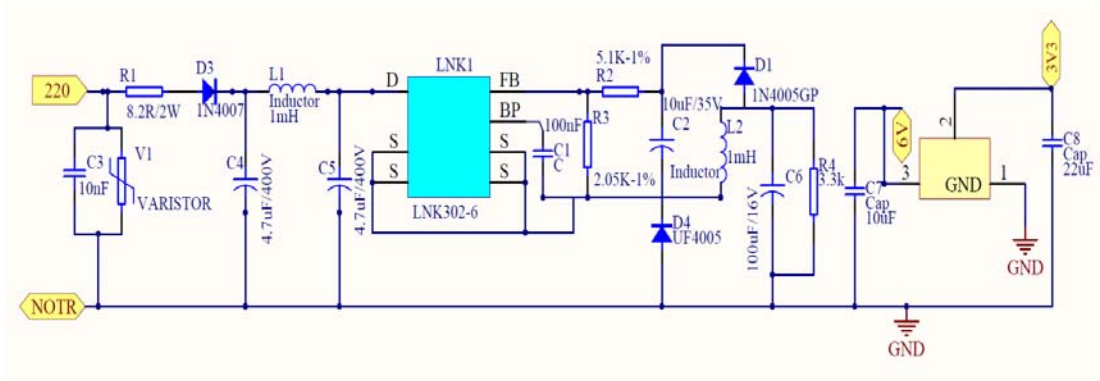 220
R1
8.2R/2W
D3
1N4007
L1
Inductor
1mH
C3
10nF
V1
VARISTOR
C4
4.7uF/400V
C5
4.7uF/400V
LNK1
D
FB
BP
S
S
S
S
LNK302-6
100nF
C1
C
R3
2.05K-1%
5.1K-1%
R2
10uF/35V
C2
D1
1N4005GP
L2
1mH
Inductor
D4
UF4005
C6
100uF/16V
R4
3.3k
C7
Cap
10uF
6V
3
2
GND
1
GND
3V3
C8
Cap
22uF
NOTR
GND